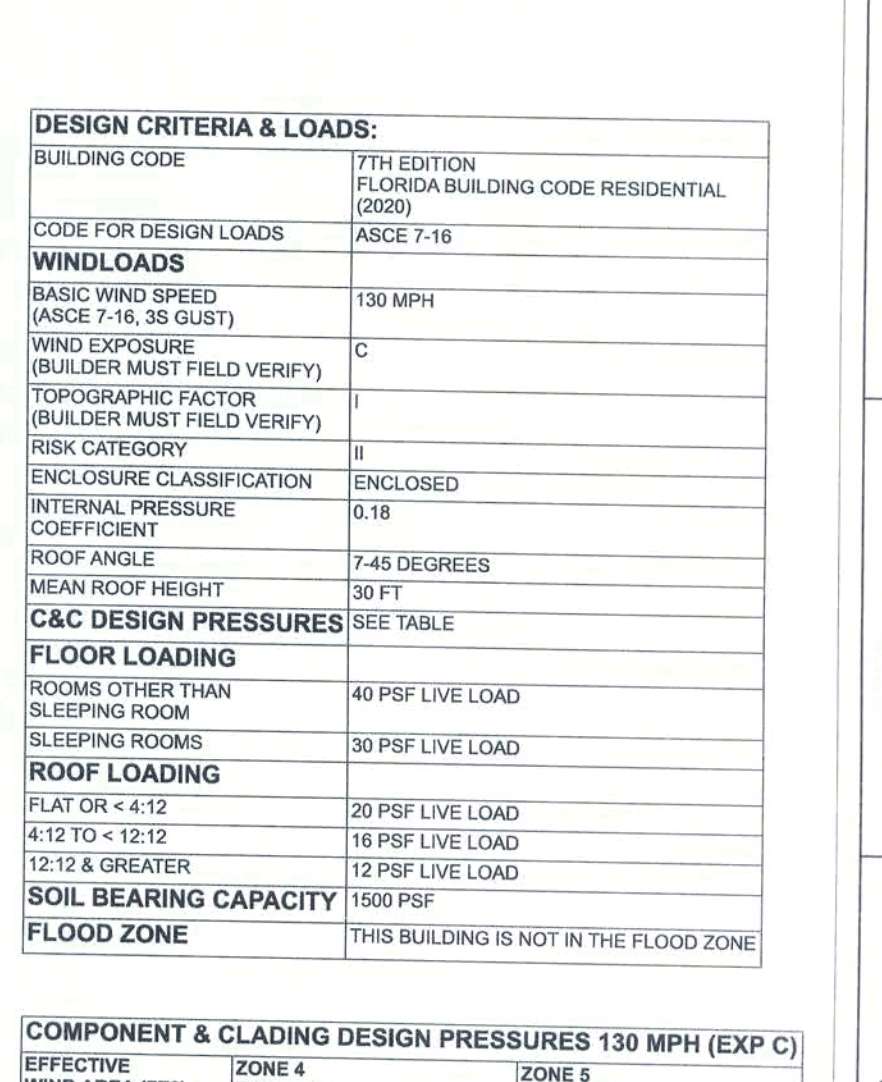 DESIGN CRITERIA & LOADS:
BUILDING CODE
7TH EDITION
FLORIDA BUILDING CODE RESIDENTIAL
(2020)
CODE FOR DESIGN LOADS
ASCE 7-16
WINDLOADS
BASIC WIND SPEED
(ASCE 7-16, 3S GUST)
130 MPH
WIND EXPOSURE
(BUILDER MUST FIELD VERIFY)
C
TOPOGRAPHIC FACTOR
(BUILDER MUST FIELD VERIFY)
I
RISK CATEGORY
II
ENCLOSURE CLASSIFICATION
ENCLOSED
INTERNAL PRESSURE
COEFFICIENT
0.18
ROOF ANGLE
7-45 DEGREES
MEAN ROOF HEIGHT
30 FT
C&C DESIGN PRESSURES
SEE TABLE
FLOOR LOADING
ROOMS OTHER THAN
SLEEPING ROOM
40 PSF LIVE LOAD
SLEEPING ROOMS
30 PSF LIVE LOAD
ROOF LOADING
FLAT OR < 4:12
20 PSF LIVE LOAD
4:12 TO < 12:12
16 PSF LIVE LOAD
12:12 & GREATER
12 PSF LIVE LOAD
SOIL BEARING CAPACITY
1500 PSF
FLOOD ZONE
THIS BUILDING IS NOT IN THE FLOOD ZONE
COMPONENT & CLADING DESIGN PRESSURES 130 MPH (EXP C)
EFFECTIVE
ZONE 4
ZONE 5